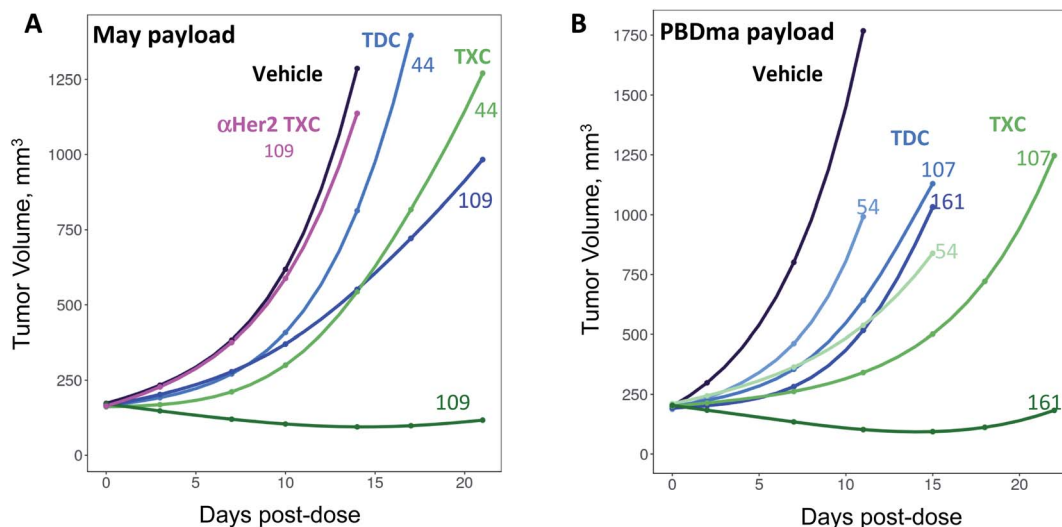 A
May payload
Vehicle
TDC
44
TXC
44
αHer2 TXC
109
109
109
1250
1000
750
500
250
0
Tumor Volume, mm³
0
5
10
15
20
Days post-dose
B
PBDma payload
Vehicle
TDC
107
TXC
107
54
161
54
161
1750
1500
1250
1000
750
500
250
0
Tumor Volume, mm³
0
5
10
15
20
Days post-dose